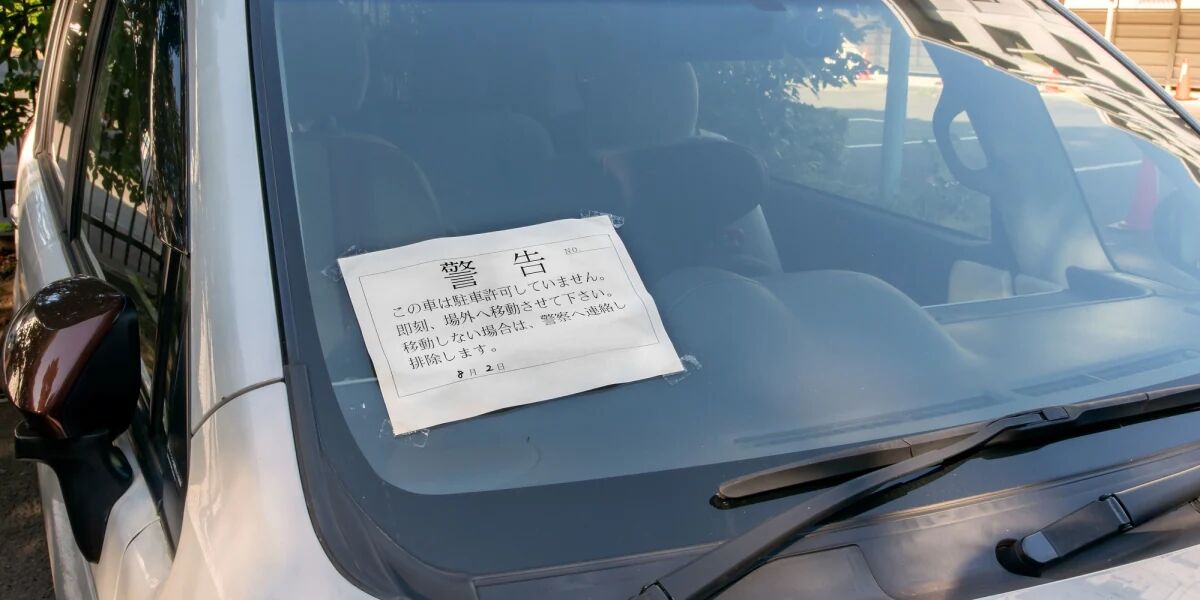 警告
NO.
この車は駐車許可していません。
即刻、場外へ移動させて下さい。
移動しない場合は、警察へ連絡し
排除します。
8月2日